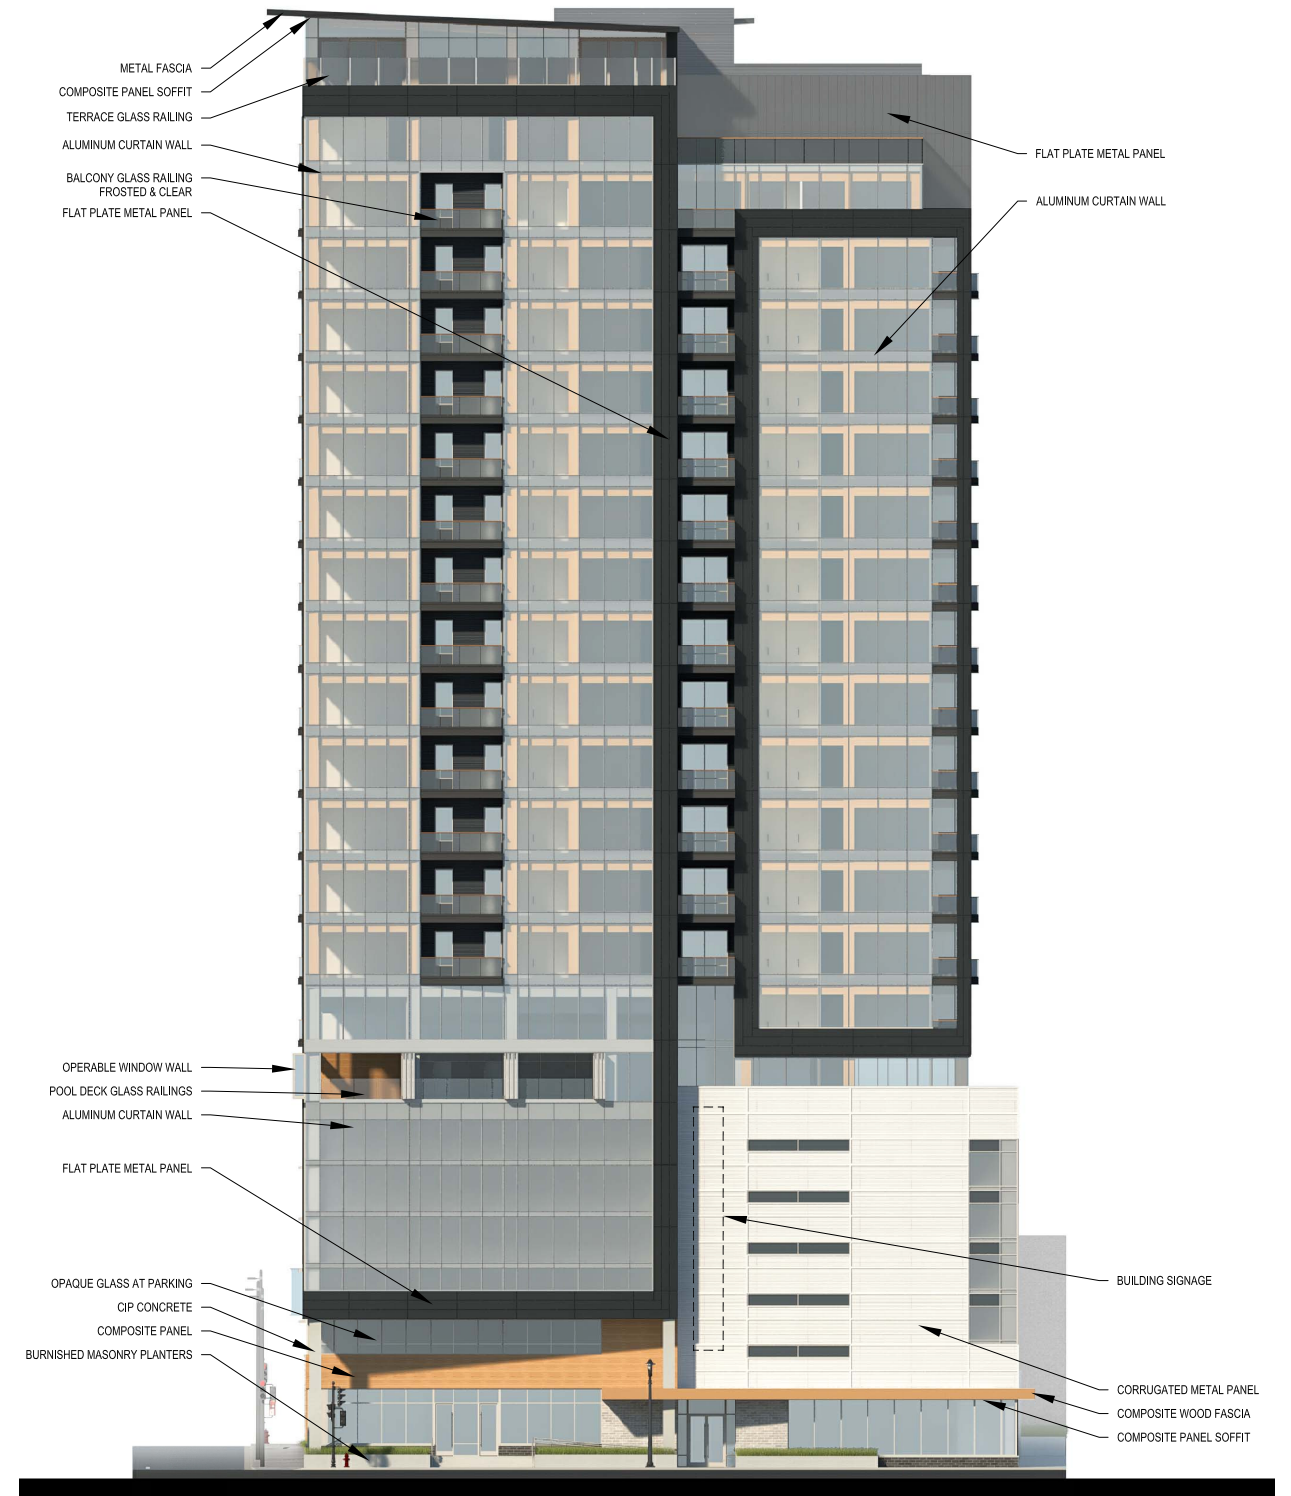 METAL FASCIA
COMPOSITE PANEL SOFFIT
TERRACE GLASS RAILING
ALUMINUM CURTAIN WALL
BALCONY GLASS RAILING
FROSTED & CLEAR
FLAT PLATE METAL PANEL
FLAT PLATE METAL PANEL
ALUMINUM CURTAIN WALL
OPERABLE WINDOW WALL
POOL DECK GLASS RAILINGS
ALUMINUM CURTAIN WALL
FLAT PLATE METAL PANEL
OPAQUE GLASS AT PARKING
CIP CONCRETE
COMPOSITE PANEL
BURNISHED MASONRY PLANTERS
BUILDING SIGNAGE
CORRUGATED METAL PANEL
COMPOSITE WOOD FASCIA
COMPOSITE PANEL SOFFIT